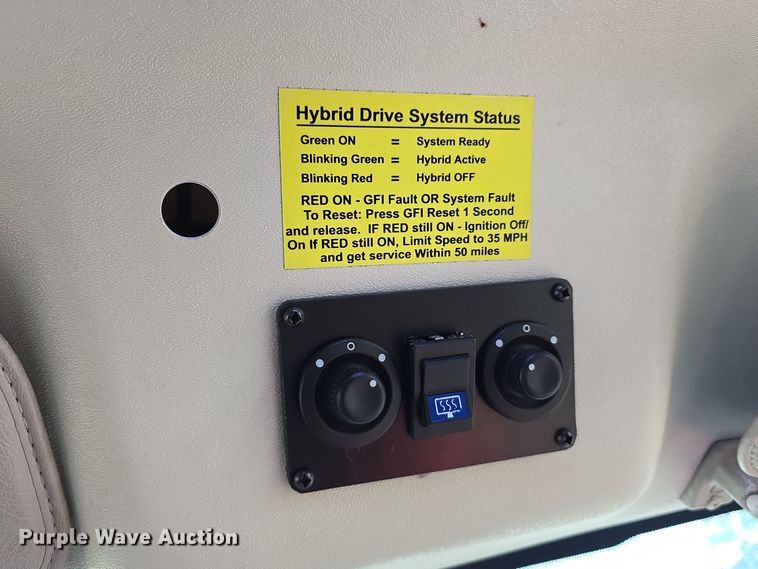 Hybrid Drive System Status
Green ON = System Ready
Blinking Green = Hybrid Active
Blinking Red = Hybrid OFF
RED ON - GFI Fault OR System Fault
To Reset: Press GFI Reset 1 Second
and release. IF RED still ON - Ignition Off/
On If RED still ON, Limit Speed to 35 MPH
and get service Within 50 miles
Purple Wave Auction